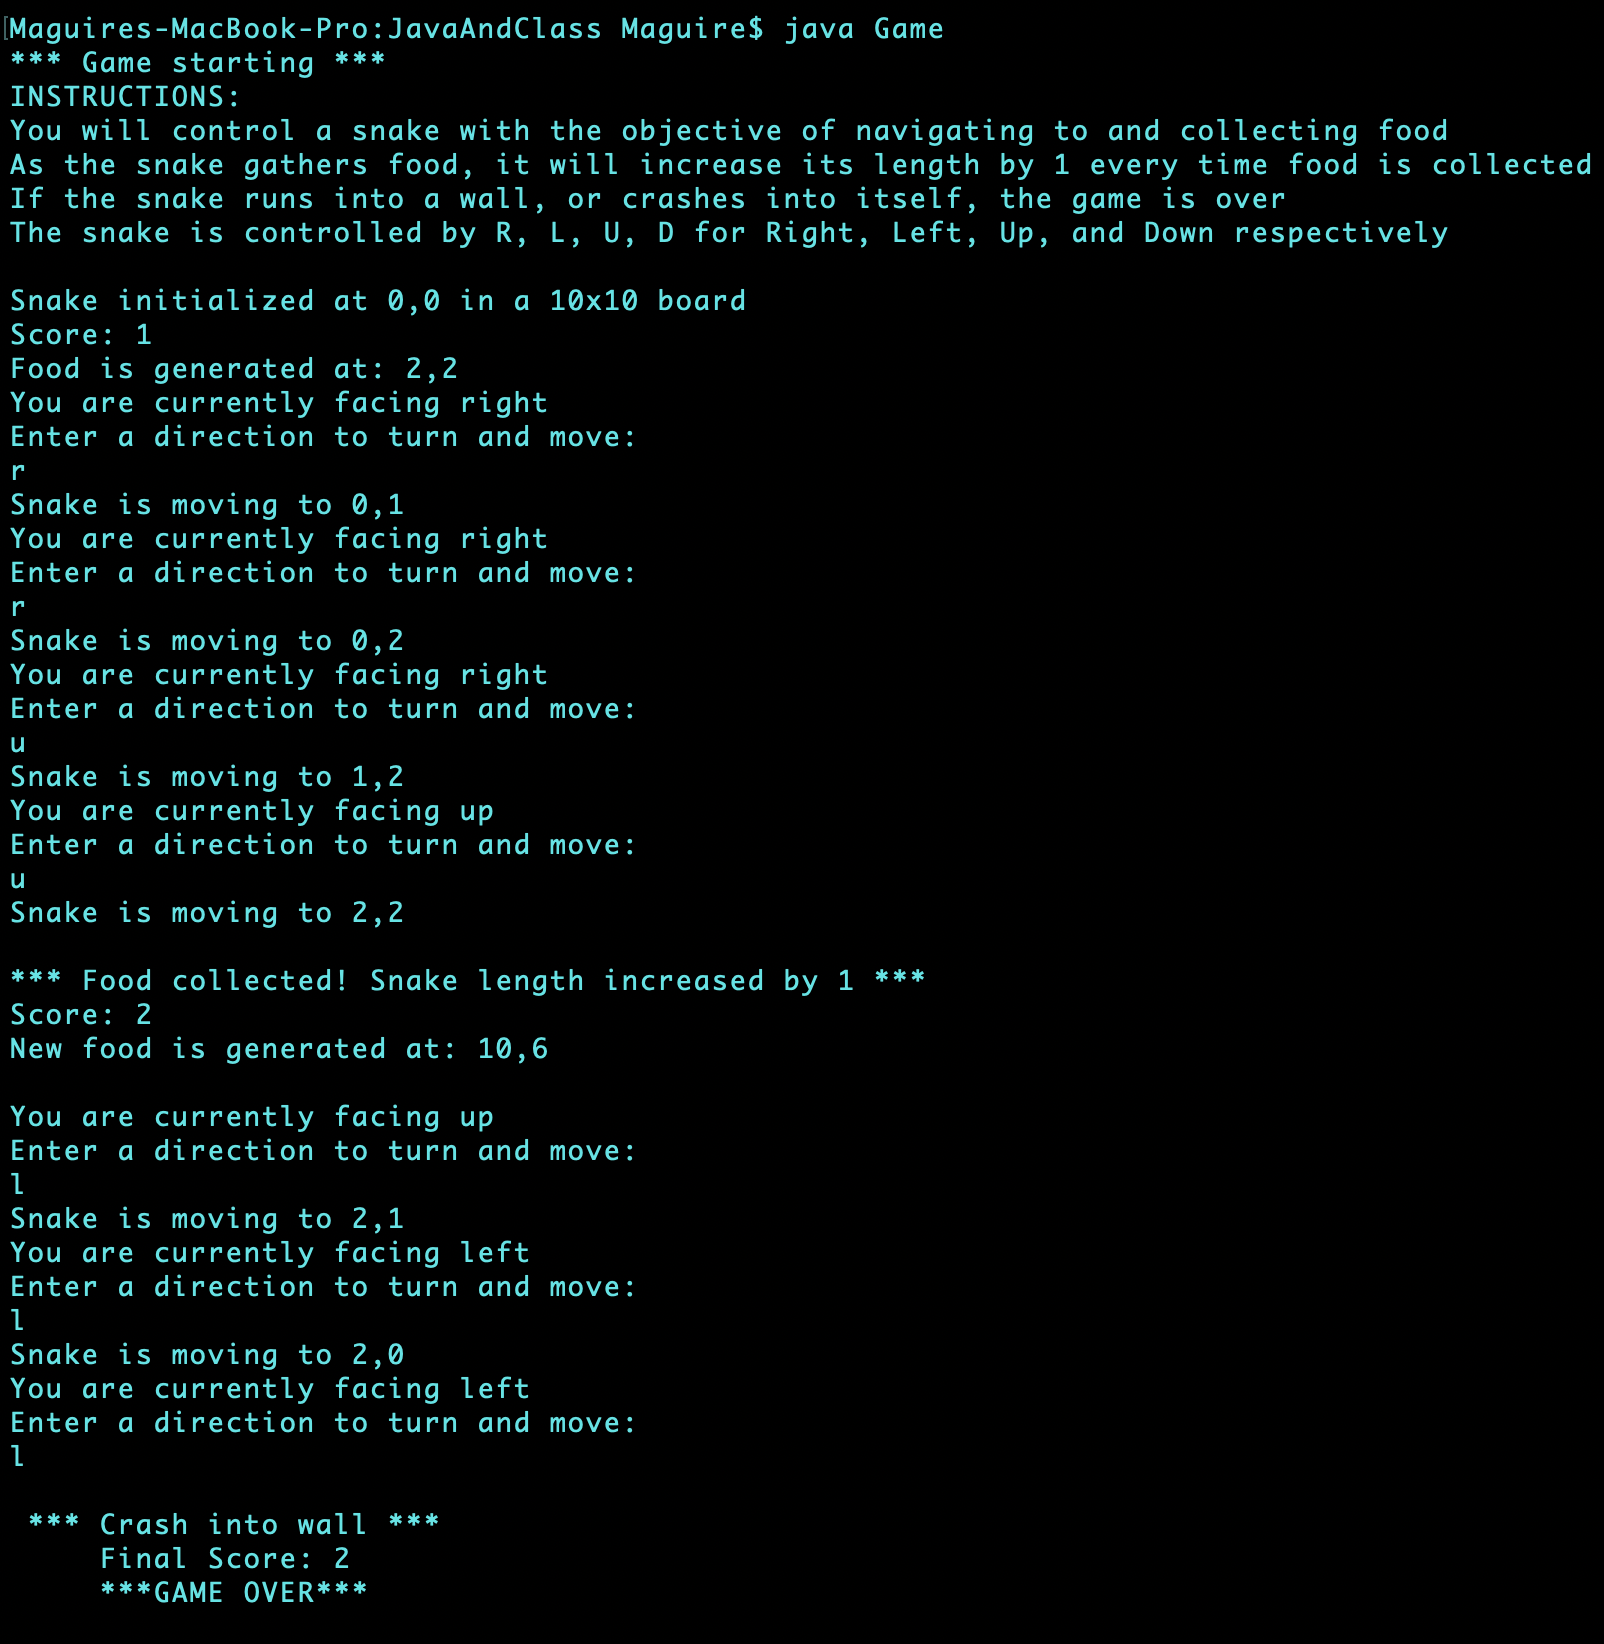 Maguires-MacBook-Pro:JavaAndClass Maguire$ java Game
*** Game starting ***
INSTRUCTIONS:
You will control a snake with the objective of navigating to and collecting food
As the snake gathers food, it will increase its length by 1 every time food is collected
If the snake runs into a wall, or crashes into itself, the game is over
The snake is controlled by R, L, U, D for Right, Left, Up, and Down respectively

Snake initialized at 0,0 in a 10x10 board
Score: 1
Food is generated at: 2,2
You are currently facing right
Enter a direction to turn and move:
r
Snake is moving to 0,1
You are currently facing right
Enter a direction to turn and move:
r
Snake is moving to 0,2
You are currently facing right
Enter a direction to turn and move:
u
Snake is moving to 1,2
You are currently facing up
Enter a direction to turn and move:
u
Snake is moving to 2,2

*** Food collected! Snake length increased by 1 ***
Score: 2
New food is generated at: 10,6

You are currently facing up
Enter a direction to turn and move:
l
Snake is moving to 2,1
You are currently facing left
Enter a direction to turn and move:
l
Snake is moving to 2,0
You are currently facing left
Enter a direction to turn and move:
l

*** Crash into wall ***
Final Score: 2
***GAME OVER***